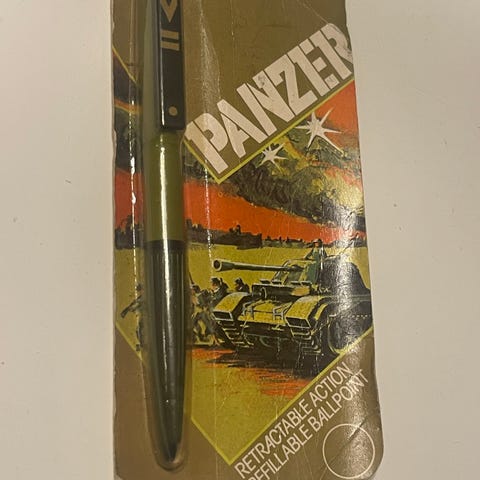 PANZER
RETRACTABLE ACTION
REFILLABLE BALLPOINT